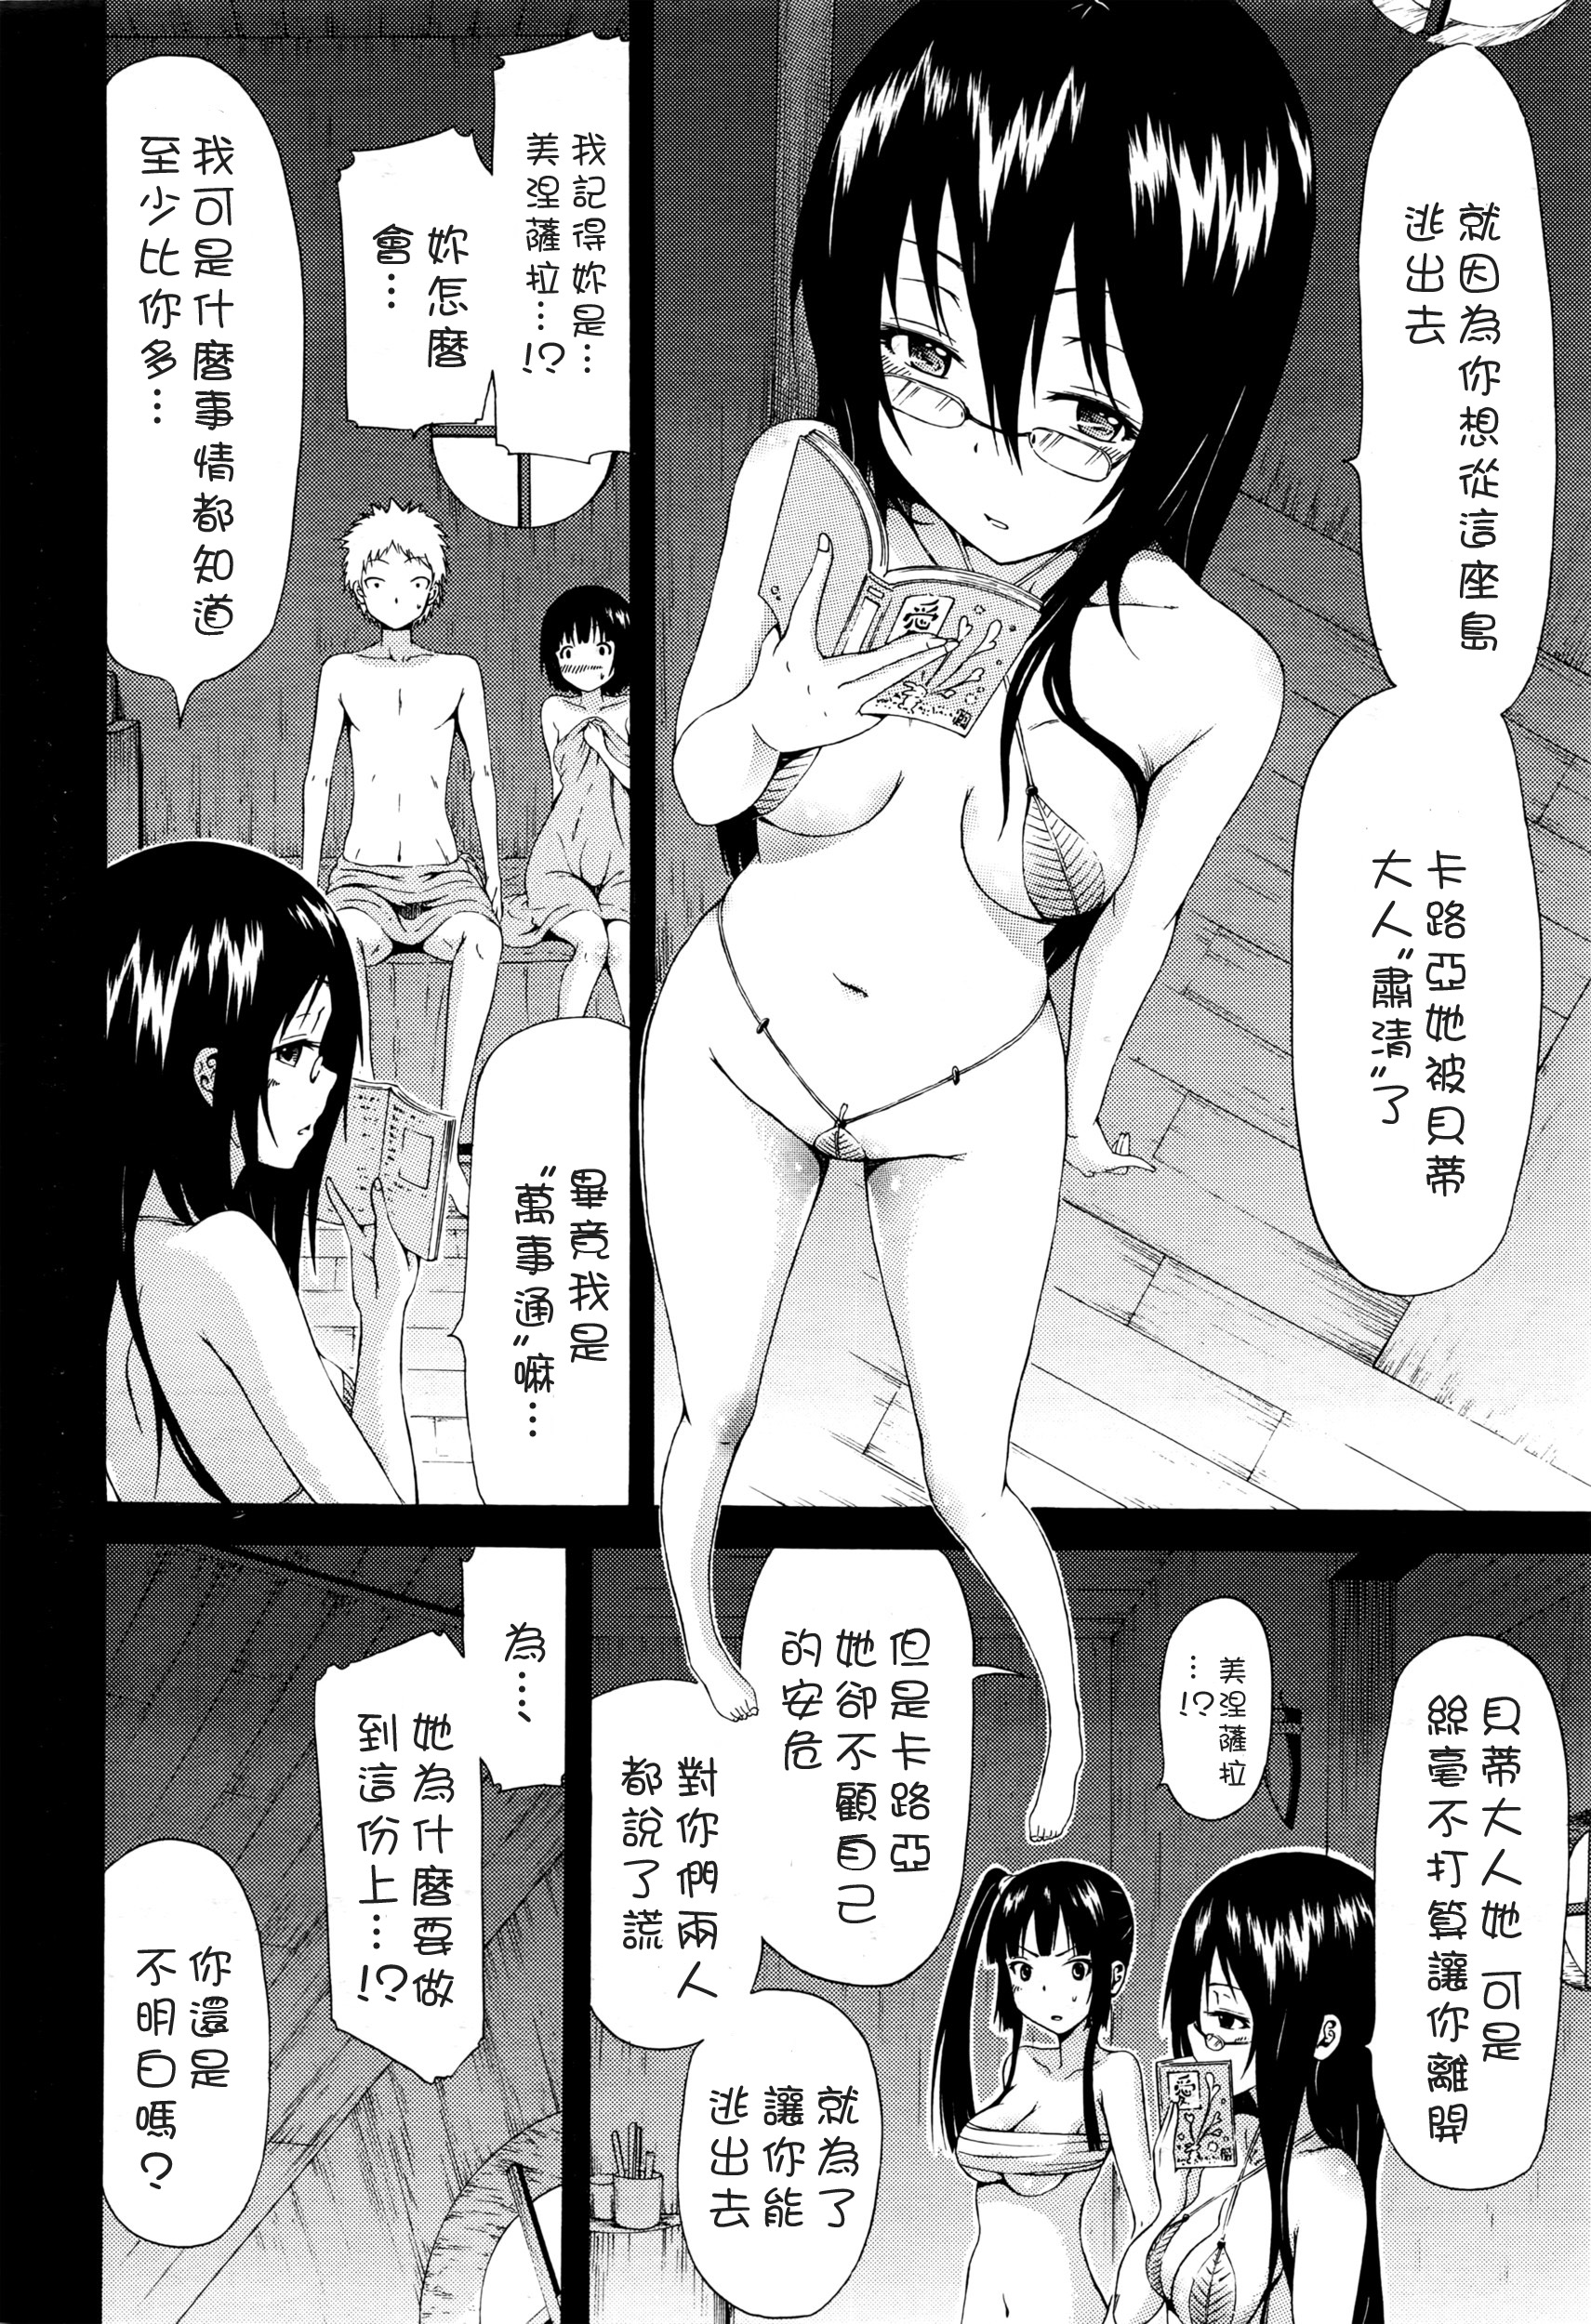 就因為你想從這座島
逃出去
卡路亞她被貝蒂
大人“肅清”了
我記得妳是…
美涅薩拉…!?
妳怎麼
會…
我可是什麼事情都知道
至少比你多…
畢竟我是
“萬事通”嘛…
愛
貝蒂大人她 可是
絲毫不打算讓你離開
美涅薩拉
…!?
但是卡路亞
她卻不顧自己
的安危
對你們兩人
都說了謊
就為了
讓你能
逃出去
愛
為…
她為什麼要做
到這份上…!?
你還是
不明白嗎?